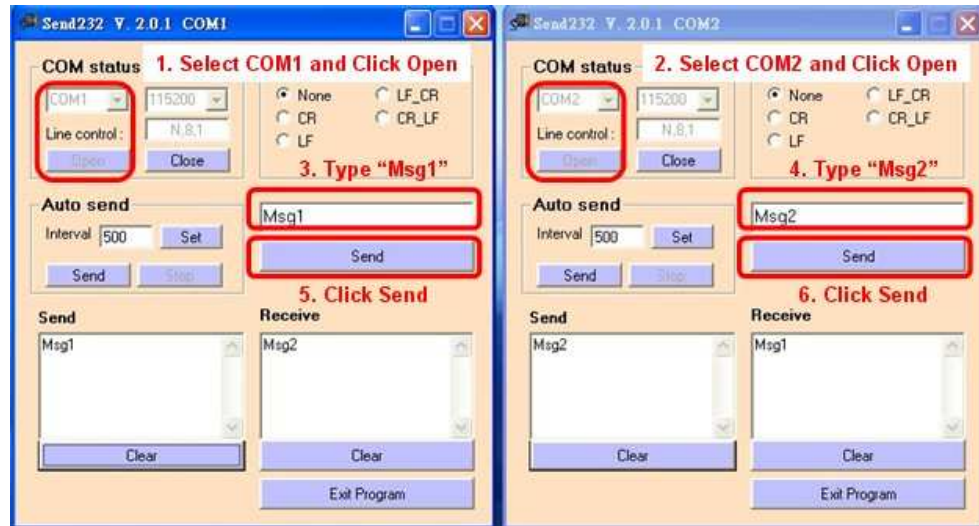 Send232 V. 2.0.1 COM1
COM status
1. Select COM1 and Click Open
COM1
115200
None
LF_CR
Line control :
N,8,1
CR
CR_LF
LF
Open
Close
3. Type “Msg1”
Auto send
Msg1
Interval
500
Set
Send
Send
Stop
5. Click Send
Send
Receive
Msg1
Msg2
Clear
Clear
Exit Program
Send232 V. 2.0.1 COM2
COM status
2. Select COM2 and Click Open
COM2
115200
None
LF_CR
Line control :
N,8,1
CR
CR_LF
LF
Open
Close
4. Type “Msg2”
Auto send
Msg2
Interval
500
Set
Send
Send
Stop
6. Click Send
Send
Receive
Msg2
Msg1
Clear
Clear
Exit Program